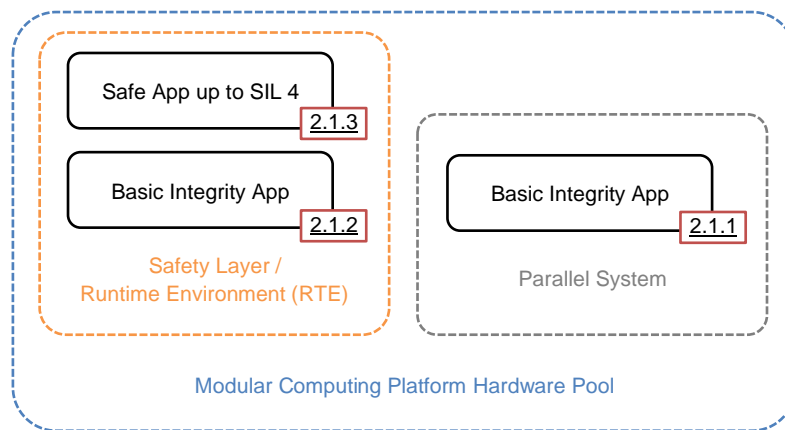 Safe App up to SIL 4
2.1.3
Basic Integrity App
2.1.2
Safety Layer /
Runtime Environment (RTE)
Basic Integrity App
2.1.1
Parallel System
Modular Computing Platform Hardware Pool